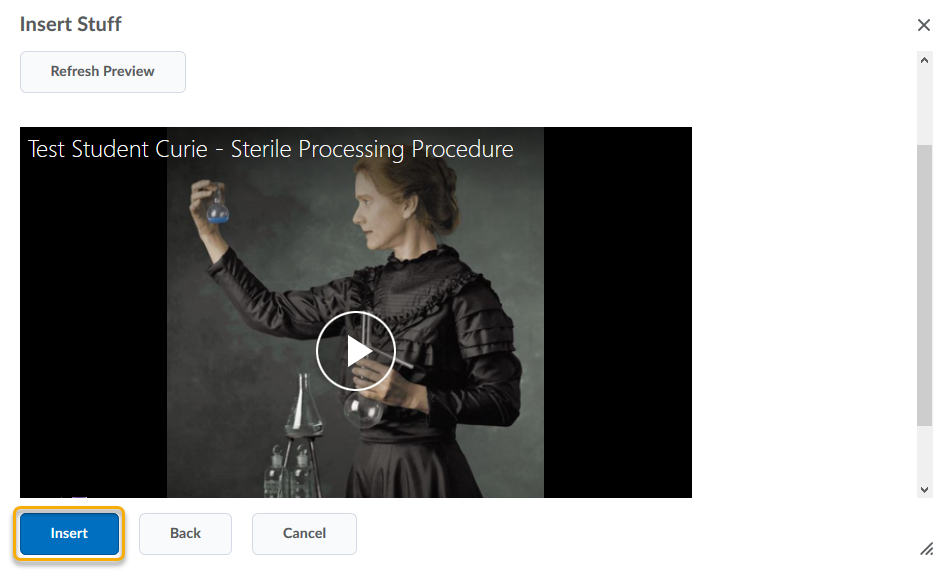 Insert Stuff
Refresh Preview
Test Student Curie - Sterile Processing Procedure
Insert
Back
Cancel